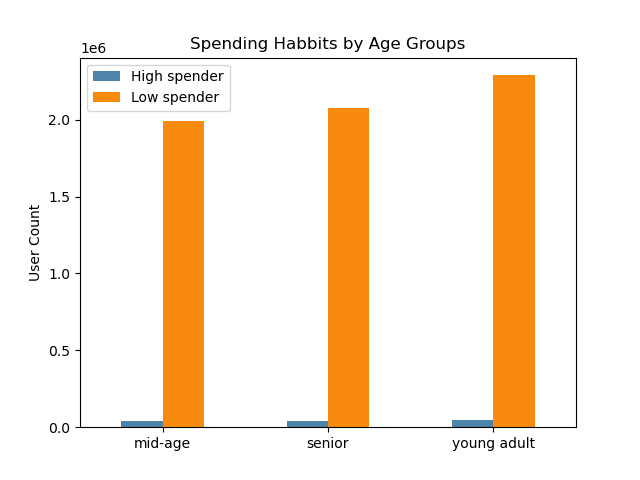 Spending Habbits by Age Groups
1e6
High spender
Low spender
2.0
1.5
1.0
0.5
0.0
User Count
mid-age
senior
young adult